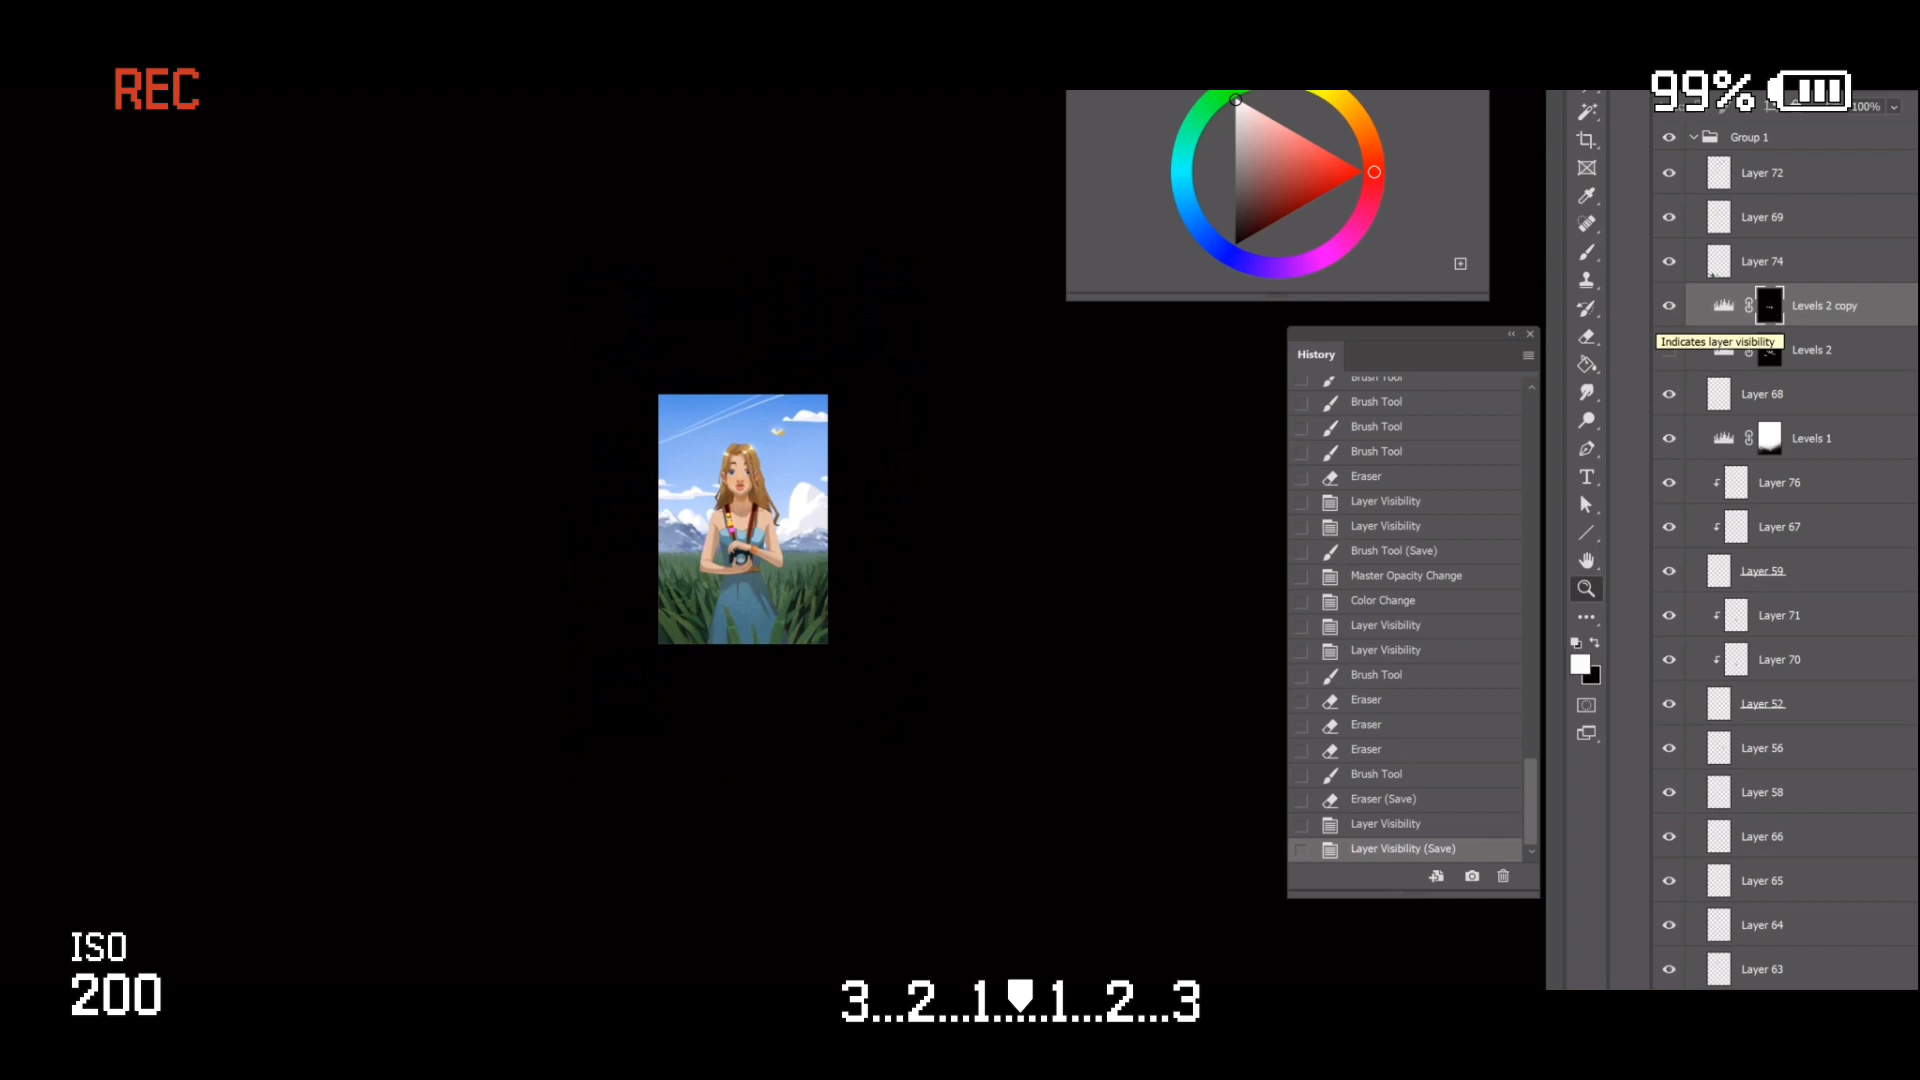 REC
99%
100%
Group 1
Layer 72
Layer 69
Layer 74
Levels 2 copy
Indicates layer visibility
Levels 2
Layer 68
Levels 1
Layer 76
Layer 67
Layer 59
Layer 71
Layer 70
Layer 52
Layer 56
Layer 58
Layer 66
Layer 65
Layer 64
Layer 63
History
Brush Tool
Brush Tool
Brush Tool
Brush Tool
Eraser
Layer Visibility
Layer Visibility
Brush Tool (Save)
Master Opacity Change
Color Change
Layer Visibility
Layer Visibility
Brush Tool
Eraser
Eraser
Eraser
Brush Tool
Eraser (Save)
Layer Visibility
Layer Visibility (Save)
ISO
200
3...2...1.....1...2...3